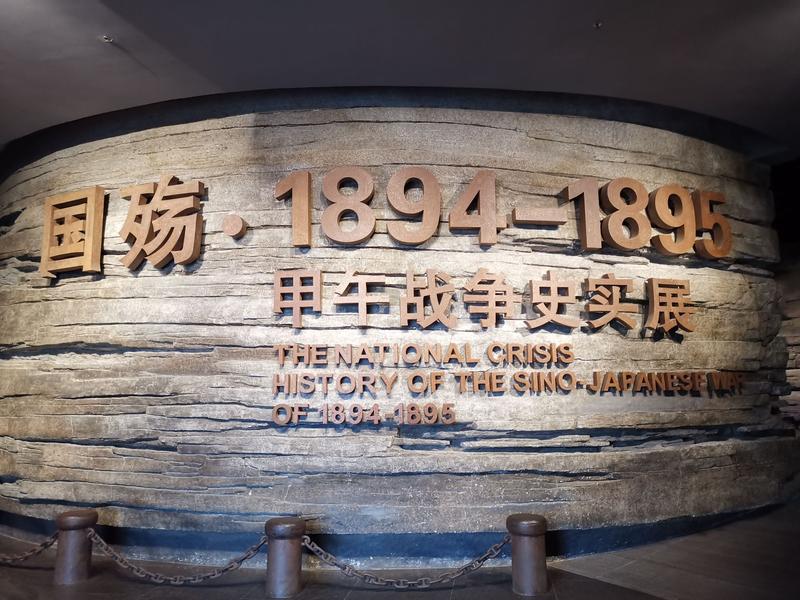 国殇·1894–1895
甲午战争史实展
THE NATIONAL CRISIS
HISTORY OF THE SINO-JAPANESE WAR
OF 1894-1895